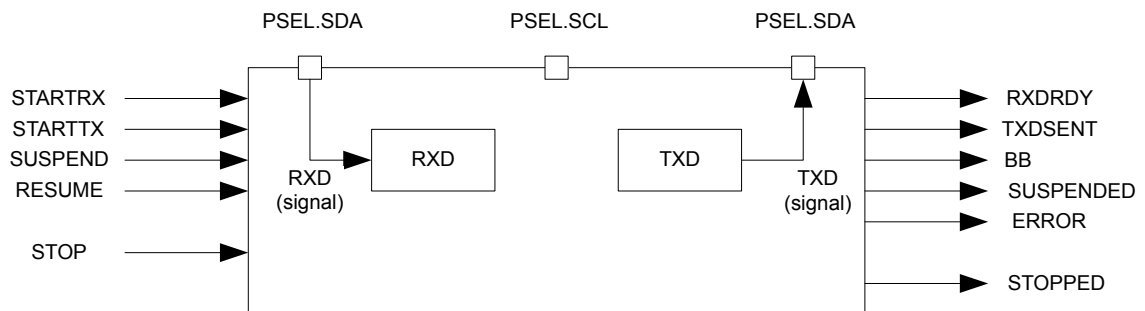 PSEL.SDA PSEL.SCL PSEL.SDA
STARTRX
STARTTX
SUSPEND
RESUME
STOP
RXD
RXD
(signal)
TXD
TXD
(signal)
RXDRDY
TXDSENT
BB
SUSPENDED
ERROR
STOPPED